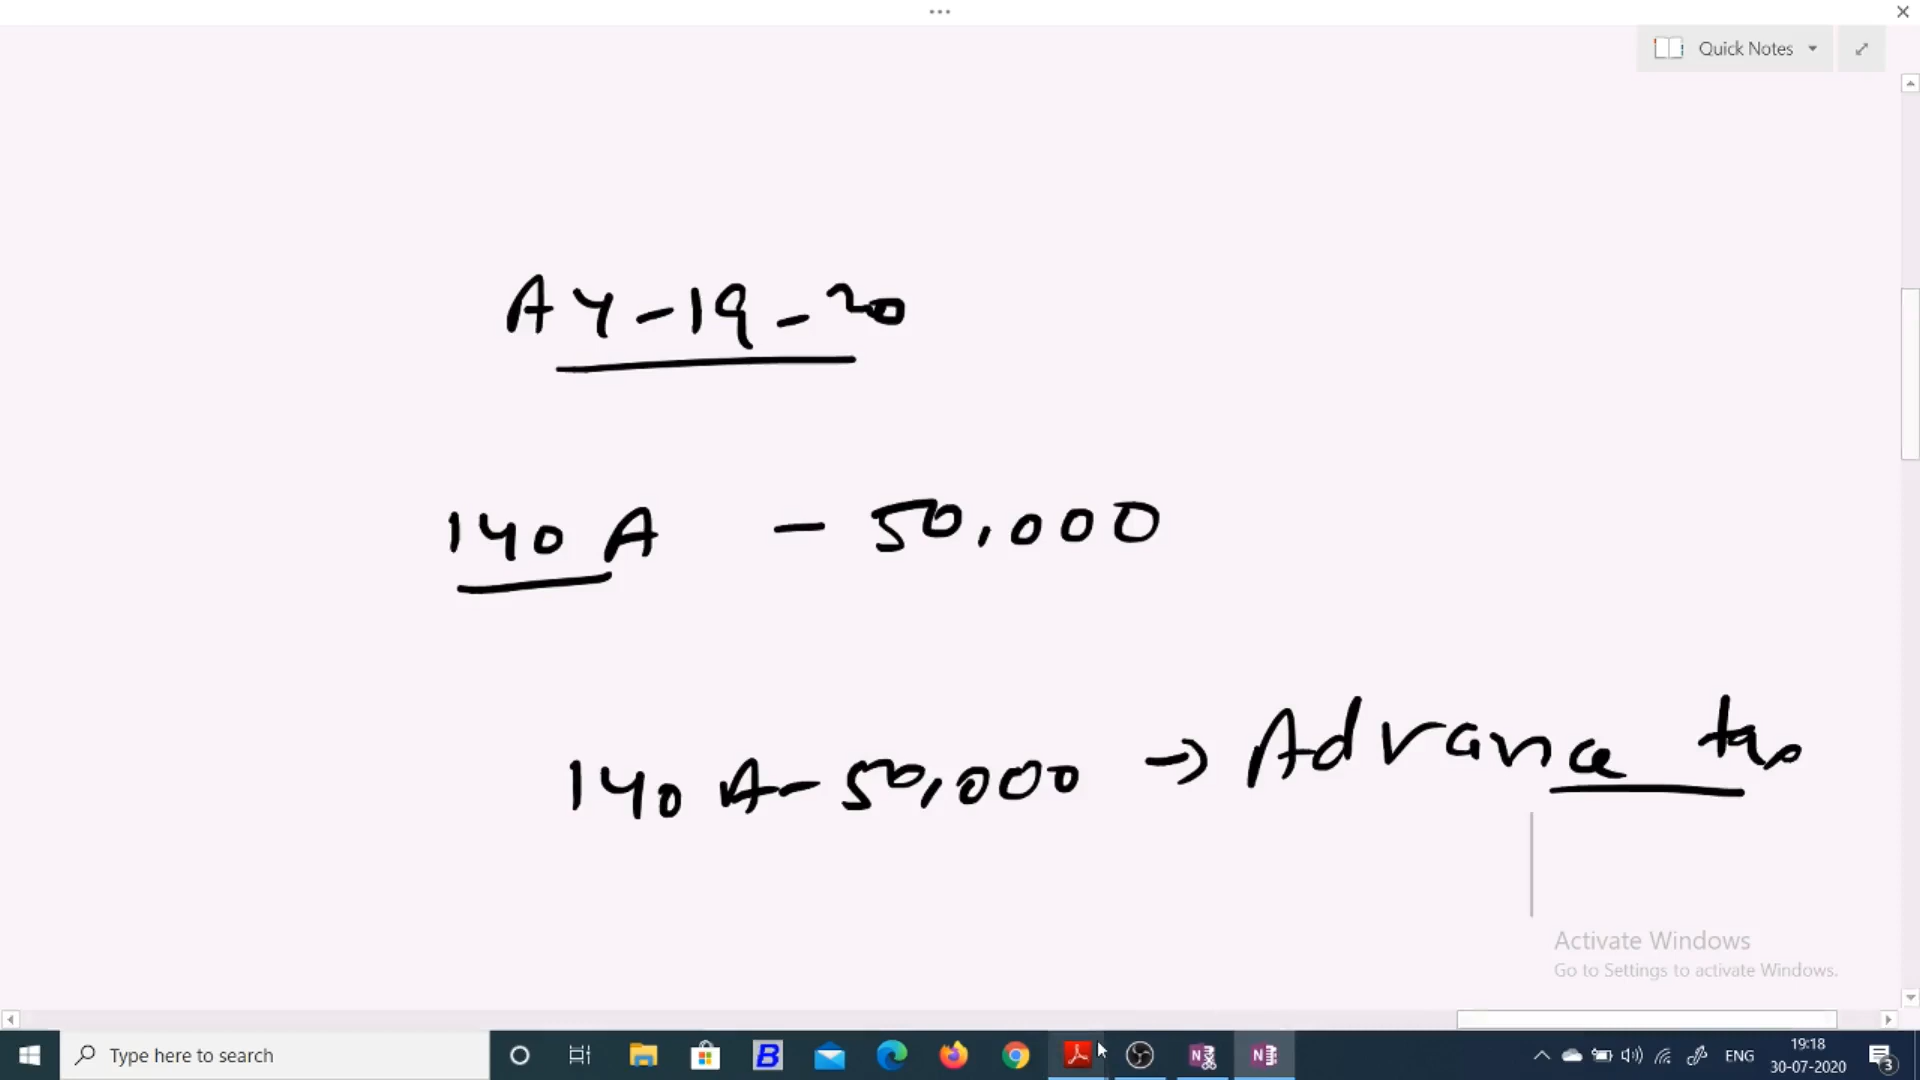 Quick Notes
AY-19-20
140 A - 50,000
140 A - 50,000 → Advance tax
Activate Windows
Go to Settings to activate Windows.
Type here to search
B
N
N
ENG
19:18
30-07-2020
3